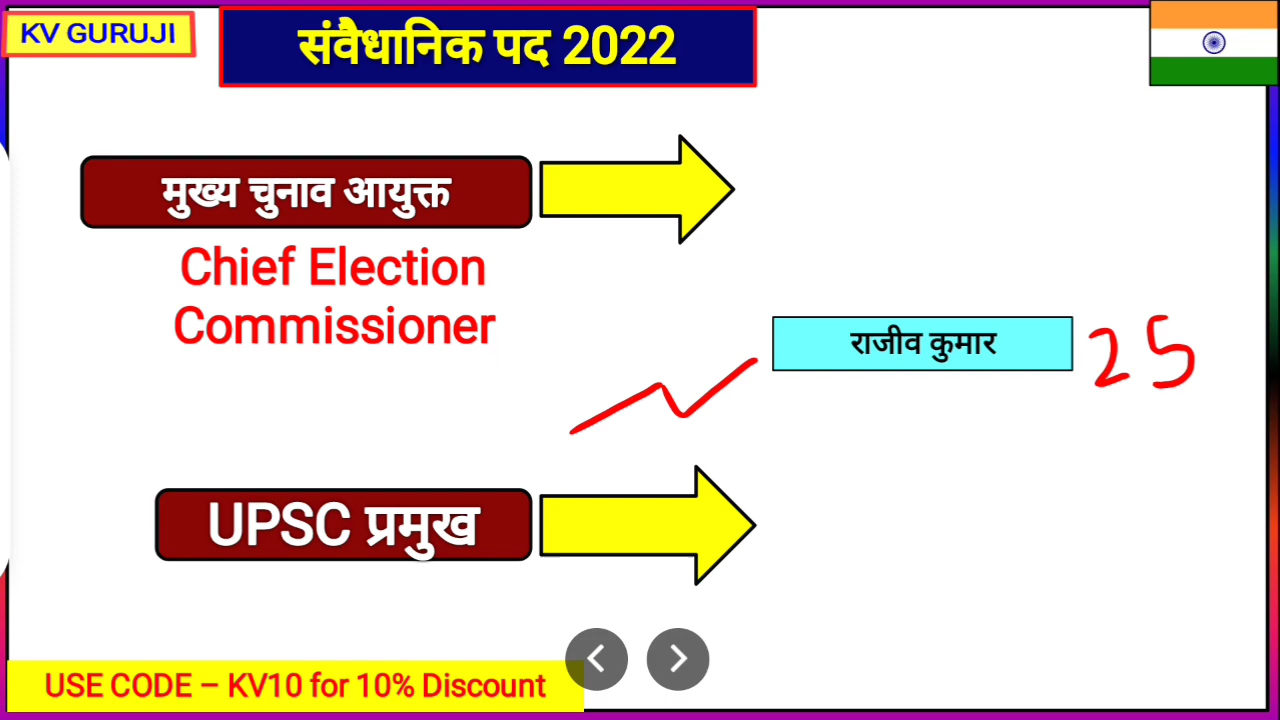 KV GURUJI
संवैधानिक पद 2022
मुख्य चुनाव आयुक्त
Chief Election
Commissioner
राजीव कुमार 25
UPSC प्रमुख
USE CODE – KV10 for 10% Discount